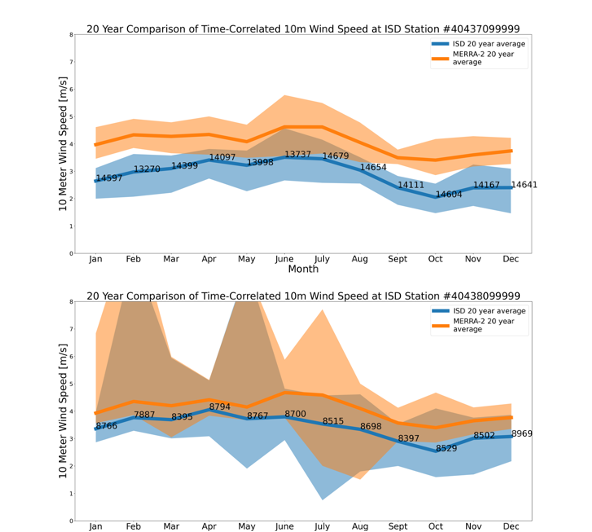 20 Year Comparison of Time-Correlated 10m Wind Speed at ISD Station #40437099999
8
ISD 20 year average
MERRA-2 20 year
average
7
6
5
4
3
2
1
0
10 Meter Wind Speed [m/s]
14597 13270 14399 14097 13998 13737 14679 14654 14111 14604 14167 14641
Jan Feb Mar Apr May June July Aug Sept Oct Nov Dec
Month
20 Year Comparison of Time-Correlated 10m Wind Speed at ISD Station #40438099999
8
ISD 20 year average
MERRA-2 20 year
average
7
6
5
4
3
2
1
0
10 Meter Wind Speed [m/s]
8766 7887 8395 8794 8767 8700 8515 8698 8397 8529 8502 8969
Jan Feb Mar Apr May June July Aug Sept Oct Nov Dec